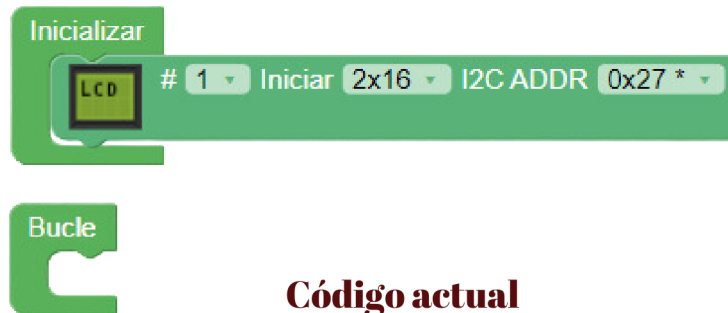 Inicializar
LCD # 1 Iniciar 2x16 I2C ADDR 0x27 *
Bucle
Código actual